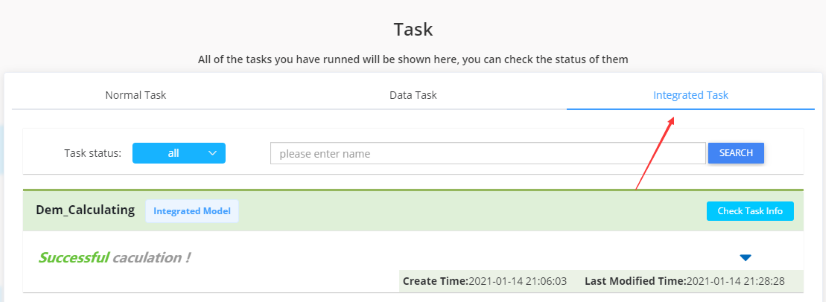 Task
All of the tasks you have runned will be shown here, you can check the status of them
Normal Task Data Task Integrated Task
Task status: all please enter name SEARCH
Dem_Calculating Integrated Model Check Task Info
Successful caculation !
Create Time:2021-01-14 21:06:03 Last Modified Time:2021-01-14 21:28:28